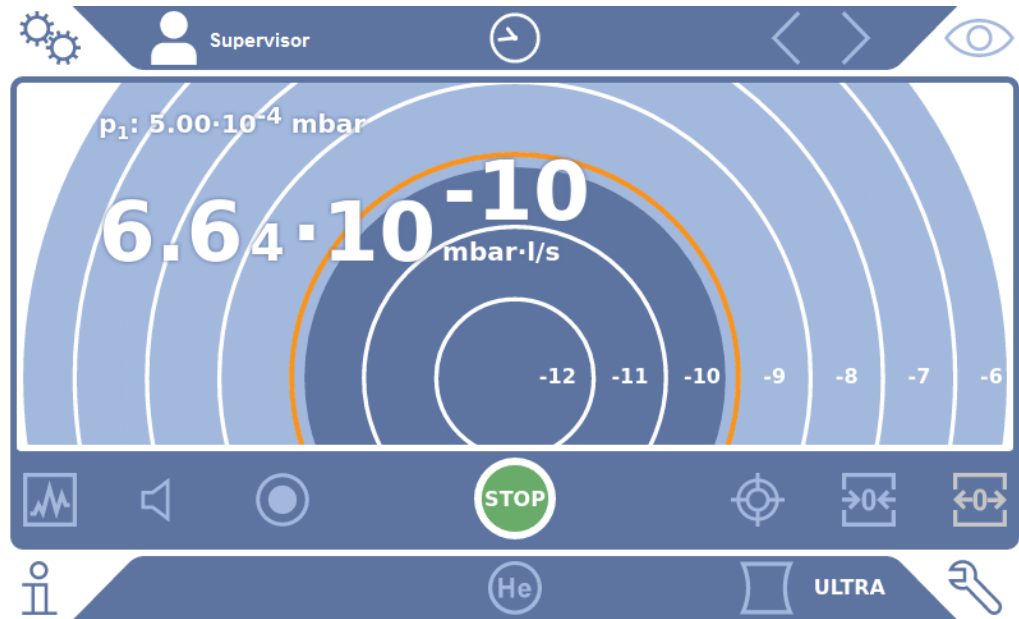 Supervisor
p₁: 5.00·10⁻⁴ mbar
6.64·10⁻¹⁰ mbar·l/s
-12 -11 -10 -9 -8 -7 -6
STOP
→0← ←0→
He ULTRA